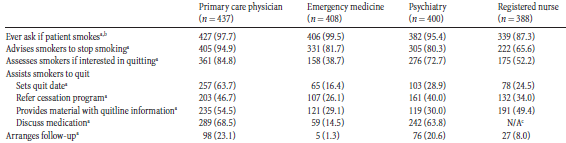 Primary care physician Emergency medicine Psychiatry Registered nurse
(n = 437) (n = 408) (n = 400) (n = 388)
Ever ask if patient smokesᵃ,ᵇ 427 (97.7) 406 (99.5) 382 (95.4) 339 (87.3)
Advises smokers to stop smokingᵃ 405 (94.9) 331 (81.7) 305 (80.3) 222 (65.6)
Assesses smokers if interested in quittingᵃ 361 (84.8) 158 (38.7) 276 (72.7) 175 (52.2)
Assists smokers to quit
Sets quit dateᵃ 257 (63.7) 65 (16.4) 103 (28.9) 78 (24.5)
Refer cessation programᵃ 203 (46.7) 107 (26.1) 161 (40.0) 132 (34.0)
Provides material with quitline informationᵃ 235 (54.5) 121 (29.1) 119 (30.0) 191 (49.4)
Discuss medicationᵃ 289 (68.5) 59 (14.5) 242 (63.8) N/Aᶜ
Arranges follow-upᵃ 98 (23.1) 5 (1.3) 76 (20.6) 27 (8.0)